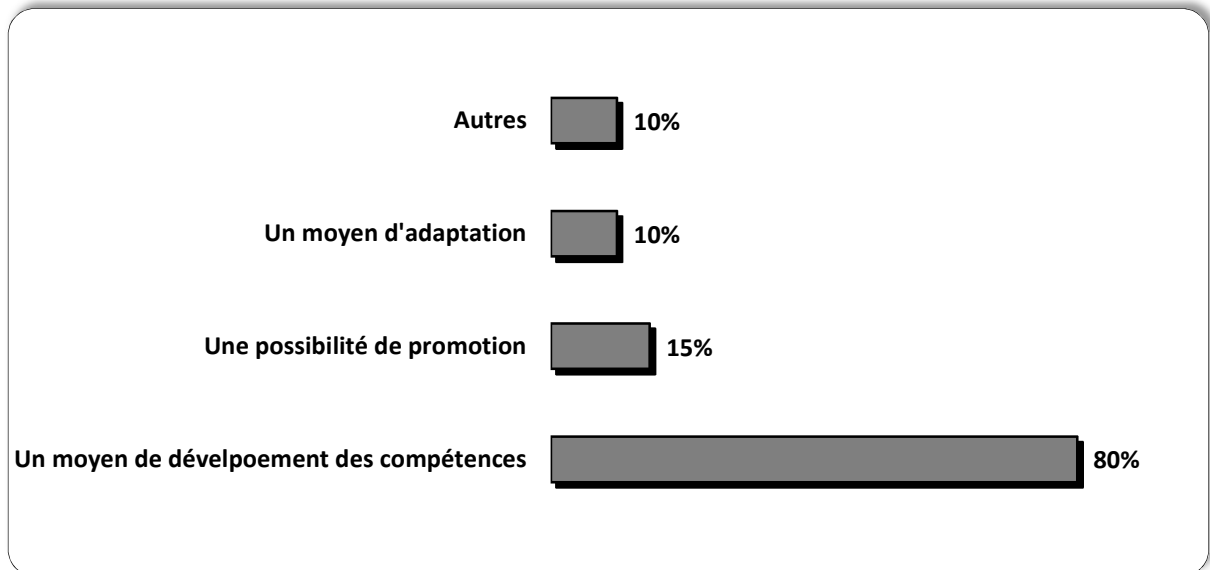 Autres 10%
Un moyen d'adaptation 10%
Une possibilité de promotion 15%
Un moyen de dévelpoement des compétences 80%